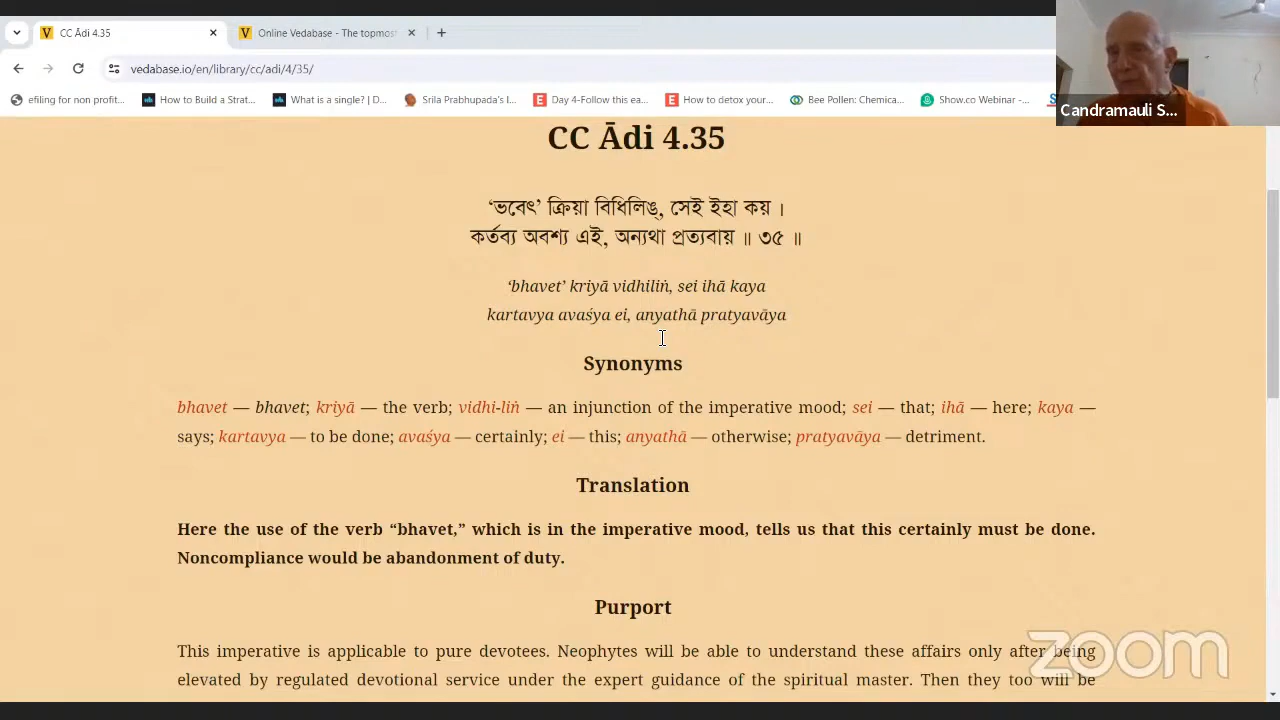 CC Ādi 4.35
Online Vedabase - The topmos
vedabase.io/en/library/cc/adi/4/35/
efiling for non profit...
How to Build a Strat...
What is a singl? | D...
Srila Prabhupada's l...
Day 4-Follow this ea...
How to detox your...
Bee Pollen: Chemica...
Show.co Webinar -...
Candramauli S...
CC Ādi 4.35
‘ভবেৎ’ ক্রিয়া বিধিলিঙ্, সেই ইহা কয় ।
কর্তব্য অবশ্য এই, অন্যথা প্রত্যবায় ॥ ৩৫ ॥
‘bhavet’ kriyā vidhiliṅ, sei ihā kaya
kartavya avaśya ei, anyathā pratyavāya
Synonyms
bhavet — bhavet; kriyā — the verb; vidhi-liṅ — an injunction of the imperative mood; sei — that; ihā — here; kaya —
says; kartavya — to be done; avaśya — certainly; ei — this; anyathā — otherwise; pratyavāya — detriment.
Translation
Here the use of the verb “bhavet,” which is in the imperative mood, tells us that this certainly must be done.
Noncompliance would be abandonment of duty.
Purport
This imperative is applicable to pure devotees. Neophytes will be able to understand these affairs only after being
elevated by regulated devotional service under the expert guidance of the spiritual master. Then they too will be
zoom